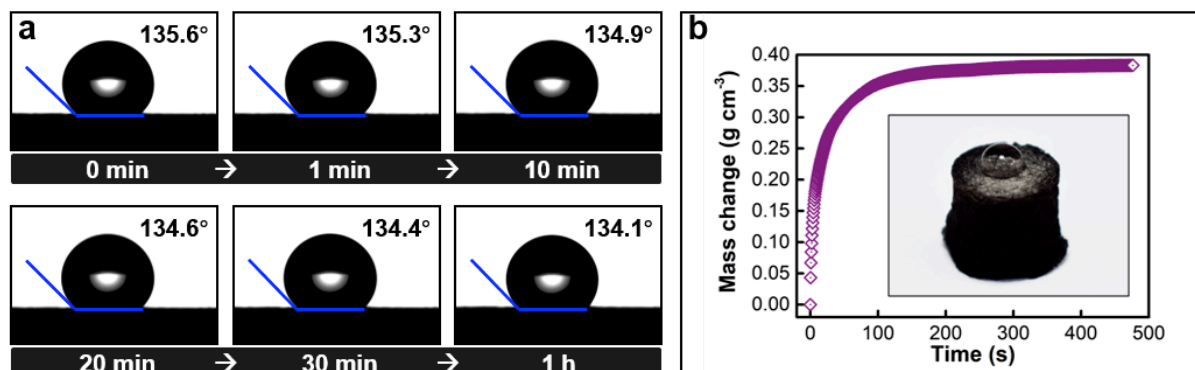 a
135.6° 135.3° 134.9°
0 min → 1 min → 10 min
134.6° 134.4° 134.1°
20 min → 30 min → 1 h
b
Mass change (g cm⁻³)
0.40
0.35
0.30
0.25
0.20
0.15
0.10
0.05
0.00
0 100 200 300 400 500
Time (s)